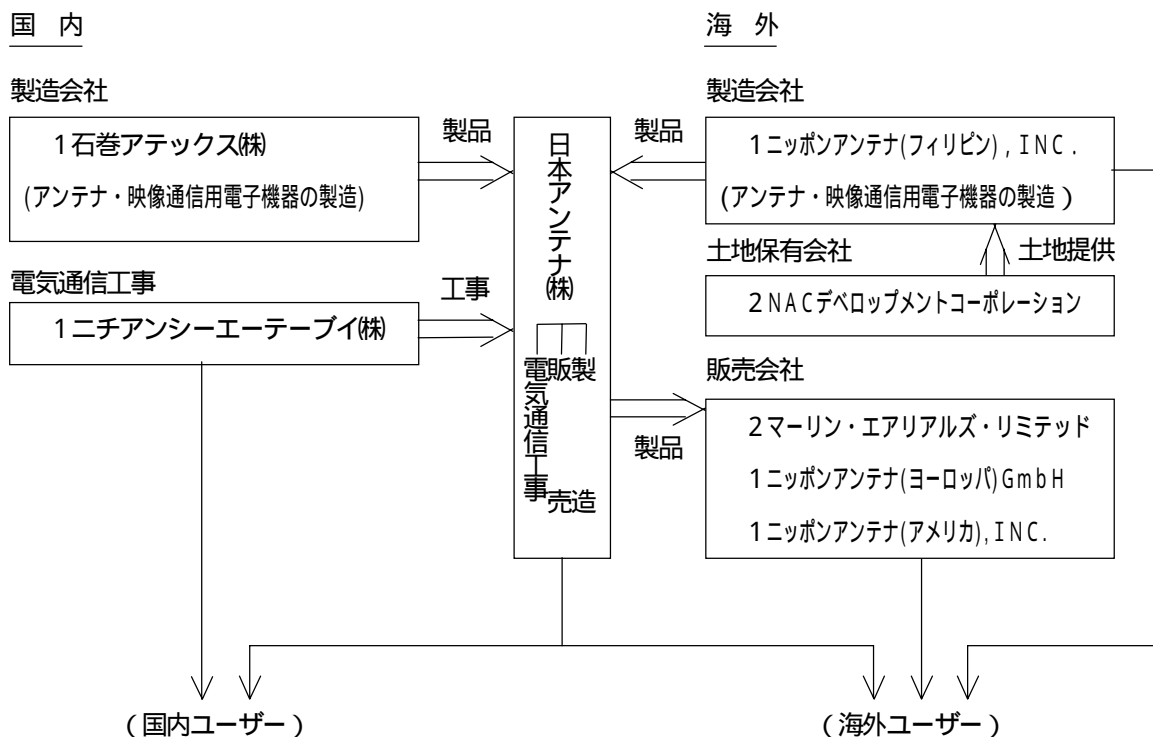 国 内
製造会社
1石巻アテックス㈱
(アンテナ・映像通信用電子機器の製造)
製品
電気通信工事
1ニチアンシーエーテーブイ㈱
工事
日本アンテナ㈱
製造
販売
電気通信工事
海 外
製造会社
製品
1ニッポンアンテナ(フィリピン),INC.
(アンテナ・映像通信用電子機器の製造)
土地保有会社
土地提供
2NACデベロップメントコーポレーション
販売会社
製品
2マーリン・エアリアルズ・リミテッド
1ニッポンアンテナ(ヨーロッパ)GmbH
1ニッポンアンテナ(アメリカ),INC.
(国内ユーザー)
(海外ユーザー)